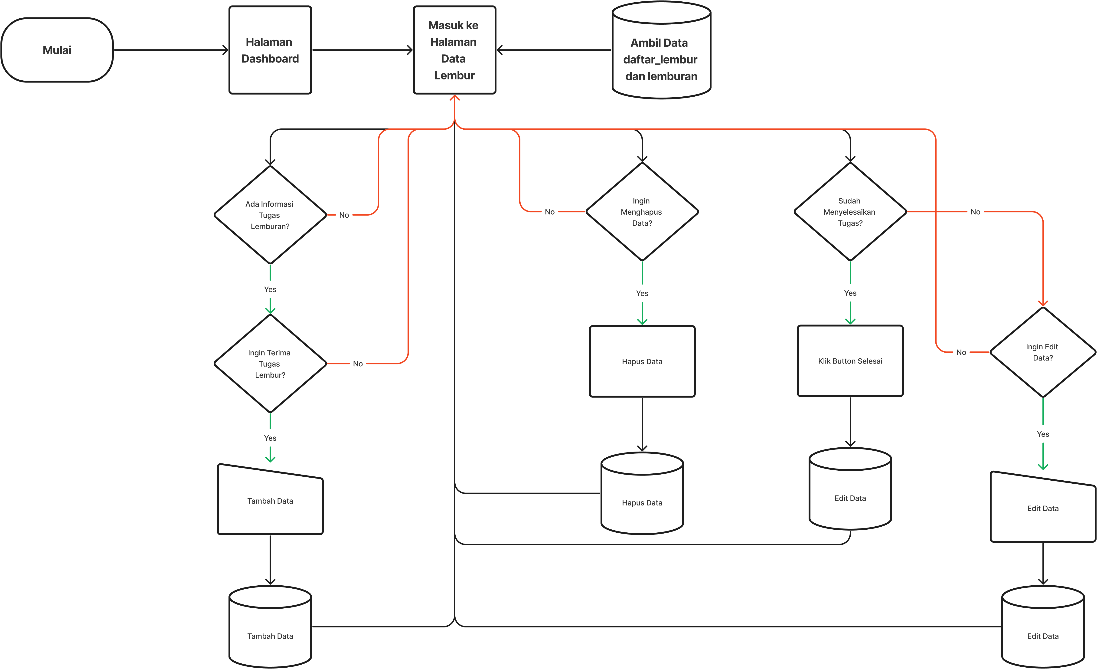 Mulai
Halaman
Dashboard
Masuk ke
Halaman
Data
Lembur
Ambil Data
daftar_lembur
dan lemburan
Ada Informasi
Tugas
Lemburan?
No
Yes
Ingin Terima
Tugas
Lembur?
No
Yes
Tambah Data
Tambah Data
Ingin
Menghapus
Data?
No
Yes
Hapus Data
Hapus Data
Sudan
Menyelesaikan
Tugas?
No
Yes
Klik Button Selesai
Edit Data
Ingin Edit
Data?
No
Yes
Edit Data
Edit Data